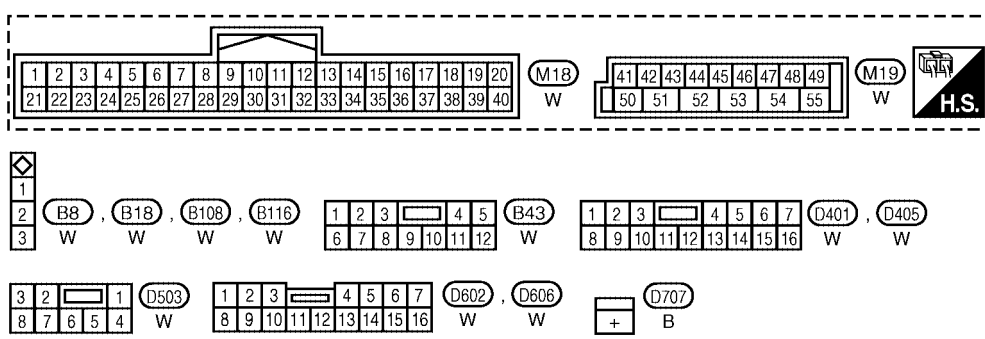 1 2 3 4 5 6 7 8 9 10 11 12 13 14 15 16 17 18 19 20
21 22 23 24 25 26 27 28 29 30 31 32 33 34 35 36 37 38 39 40
M18
W
41 42 43 44 45 46 47 48 49
50 51 52 53 54 55
M19
W
H.S.
1
2
3
B8 , B18 , B108 , B116
W W W W
1 2 3 4 5
6 7 8 9 10 11 12
B43
W
1 2 3 4 5 6 7
8 9 10 11 12 13 14 15 16
D401 , D405
W W
3 2 1
8 7 6 5 4
D503
W
1 2 3 4 5 6 7
8 9 10 11 12 13 14 15 16
D602 , D606
W W
+
D707
B